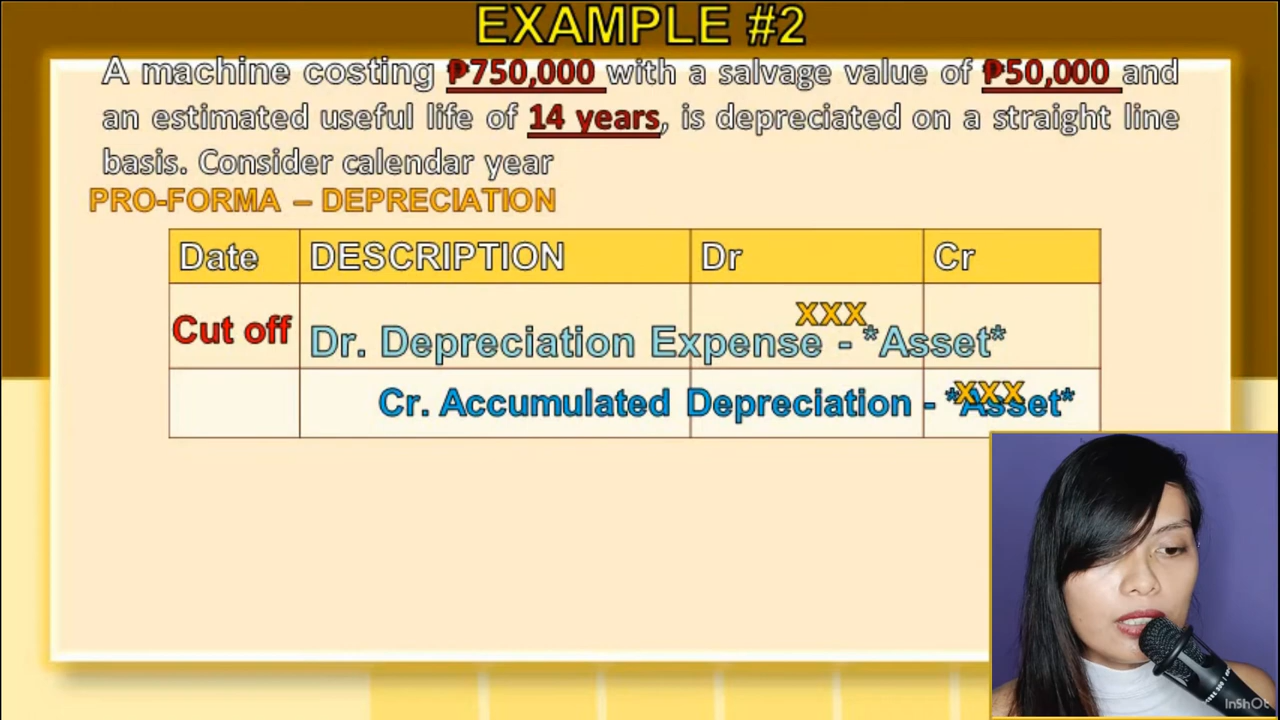 EXAMPLE #2
A machine costing ₱750,000 with a salvage value of ₱50,000 and
an estimated useful life of 14 years, is depreciated on a straight line
basis. Consider calendar year
PRO-FORMA – DEPRECIATION
Date DESCRIPTION Dr Cr
xxx
Cut off Dr. Depreciation Expense - *Asset*
xxx
Cr. Accumulated Depreciation - *Asset*
InShOt